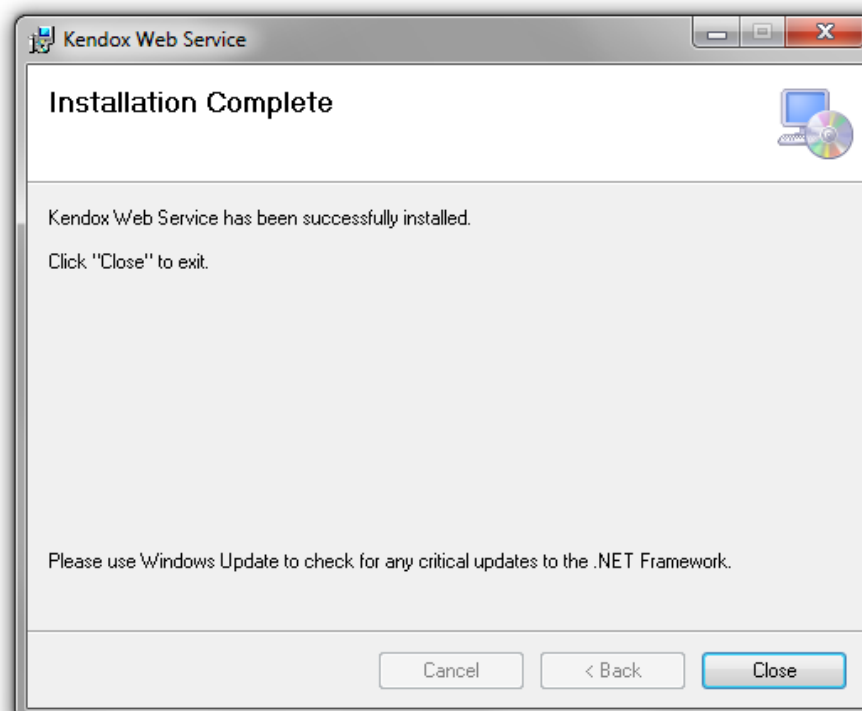 Kendox Web Service
Installation Complete
Kendox Web Service has been successfully installed.
Click "Close" to exit.
Please use Windows Update to check for any critical updates to the .NET Framework.
Cancel
< Back
Close